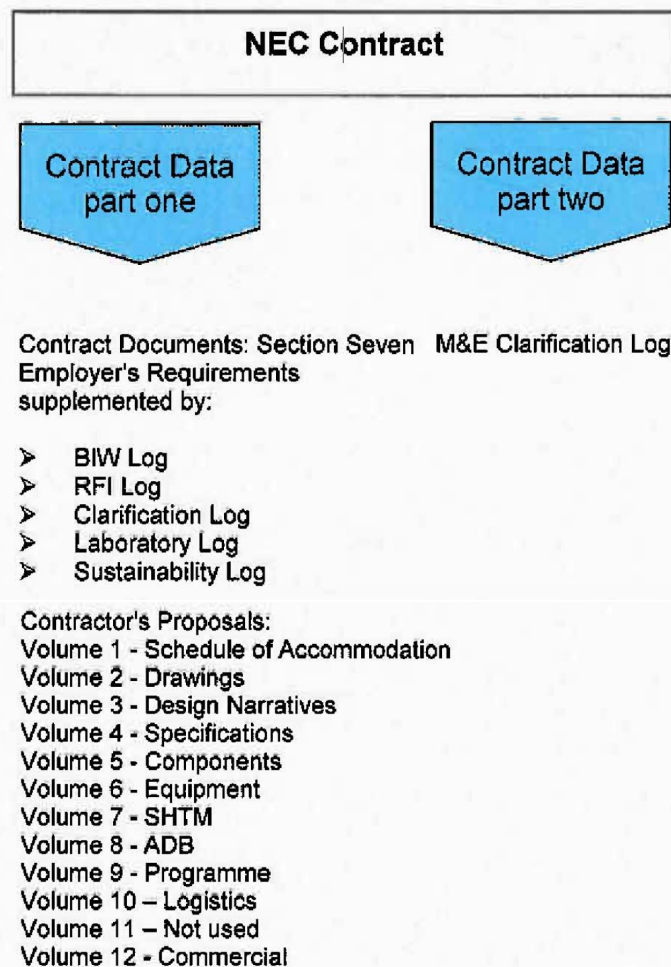 NEC Contract
Contract Data
part one
Contract Data
part two
Contract Documents: Section Seven
Employer's Requirements
supplemented by:
M&E Clarification Log
➢ BIW Log
➢ RFI Log
➢ Clarification Log
➢ Laboratory Log
➢ Sustainability Log
Contractor's Proposals:
Volume 1 - Schedule of Accommodation
Volume 2 - Drawings
Volume 3 - Design Narratives
Volume 4 - Specifications
Volume 5 - Components
Volume 6 - Equipment
Volume 7 - SHTM
Volume 8 - ADB
Volume 9 - Programme
Volume 10 – Logistics
Volume 11 – Not used
Volume 12 - Commercial